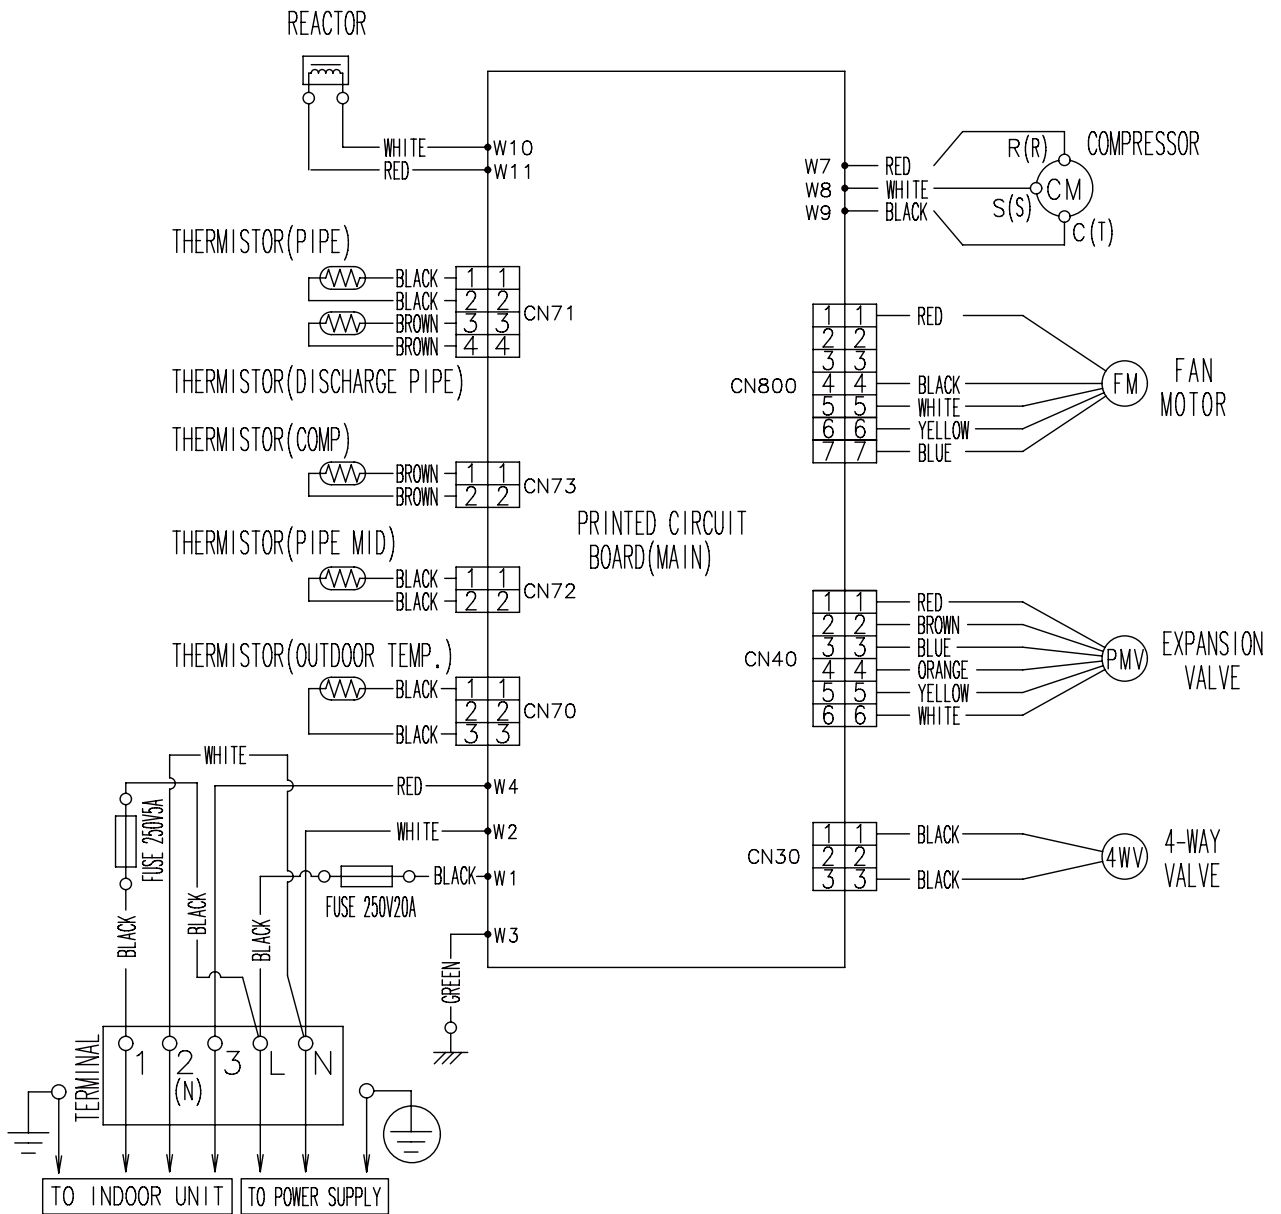 REACTOR
WHITE
W10
RED
W11
THERMISTOR(PIPE)
BLACK 1 1
BLACK 2 2
BROWN 3 3
BROWN 4 4
CN71
THERMISTOR(DISCHARGE PIPE)
THERMISTOR(COMP)
BROWN 1 1
BROWN 2 2
CN73
THERMISTOR(PIPE MID)
BLACK 1 1
BLACK 2 2
CN72
THERMISTOR(OUTDOOR TEMP.)
BLACK 1 1
2 2
BLACK 3 3
CN70
PRINTED CIRCUIT
BOARD(MAIN)
W7 RED
W8 WHITE
W9 BLACK
R(R)
S(S)
C(T)
CM
COMPRESSOR
CN800
1 1 RED
2 2
3 3
4 4 BLACK
5 5 WHITE
6 6 YELLOW
7 7 BLUE
FM
FAN
MOTOR
CN40
1 1 RED
2 2 BROWN
3 3 BLUE
4 4 ORANGE
5 5 YELLOW
6 6 WHITE
PMV
EXPANSION
VALVE
CN30
1 1 BLACK
2 2
3 3 BLACK
4WV
4-WAY
VALVE
WHITE
RED
W4
WHITE
W2
BLACK
W1
FUSE 250V20A
W3
GREEN
FUSE 250V5A
BLACK
BLACK
BLACK
TERMINAL
1 2 3 L N
(N)
TO INDOOR UNIT
TO POWER SUPPLY